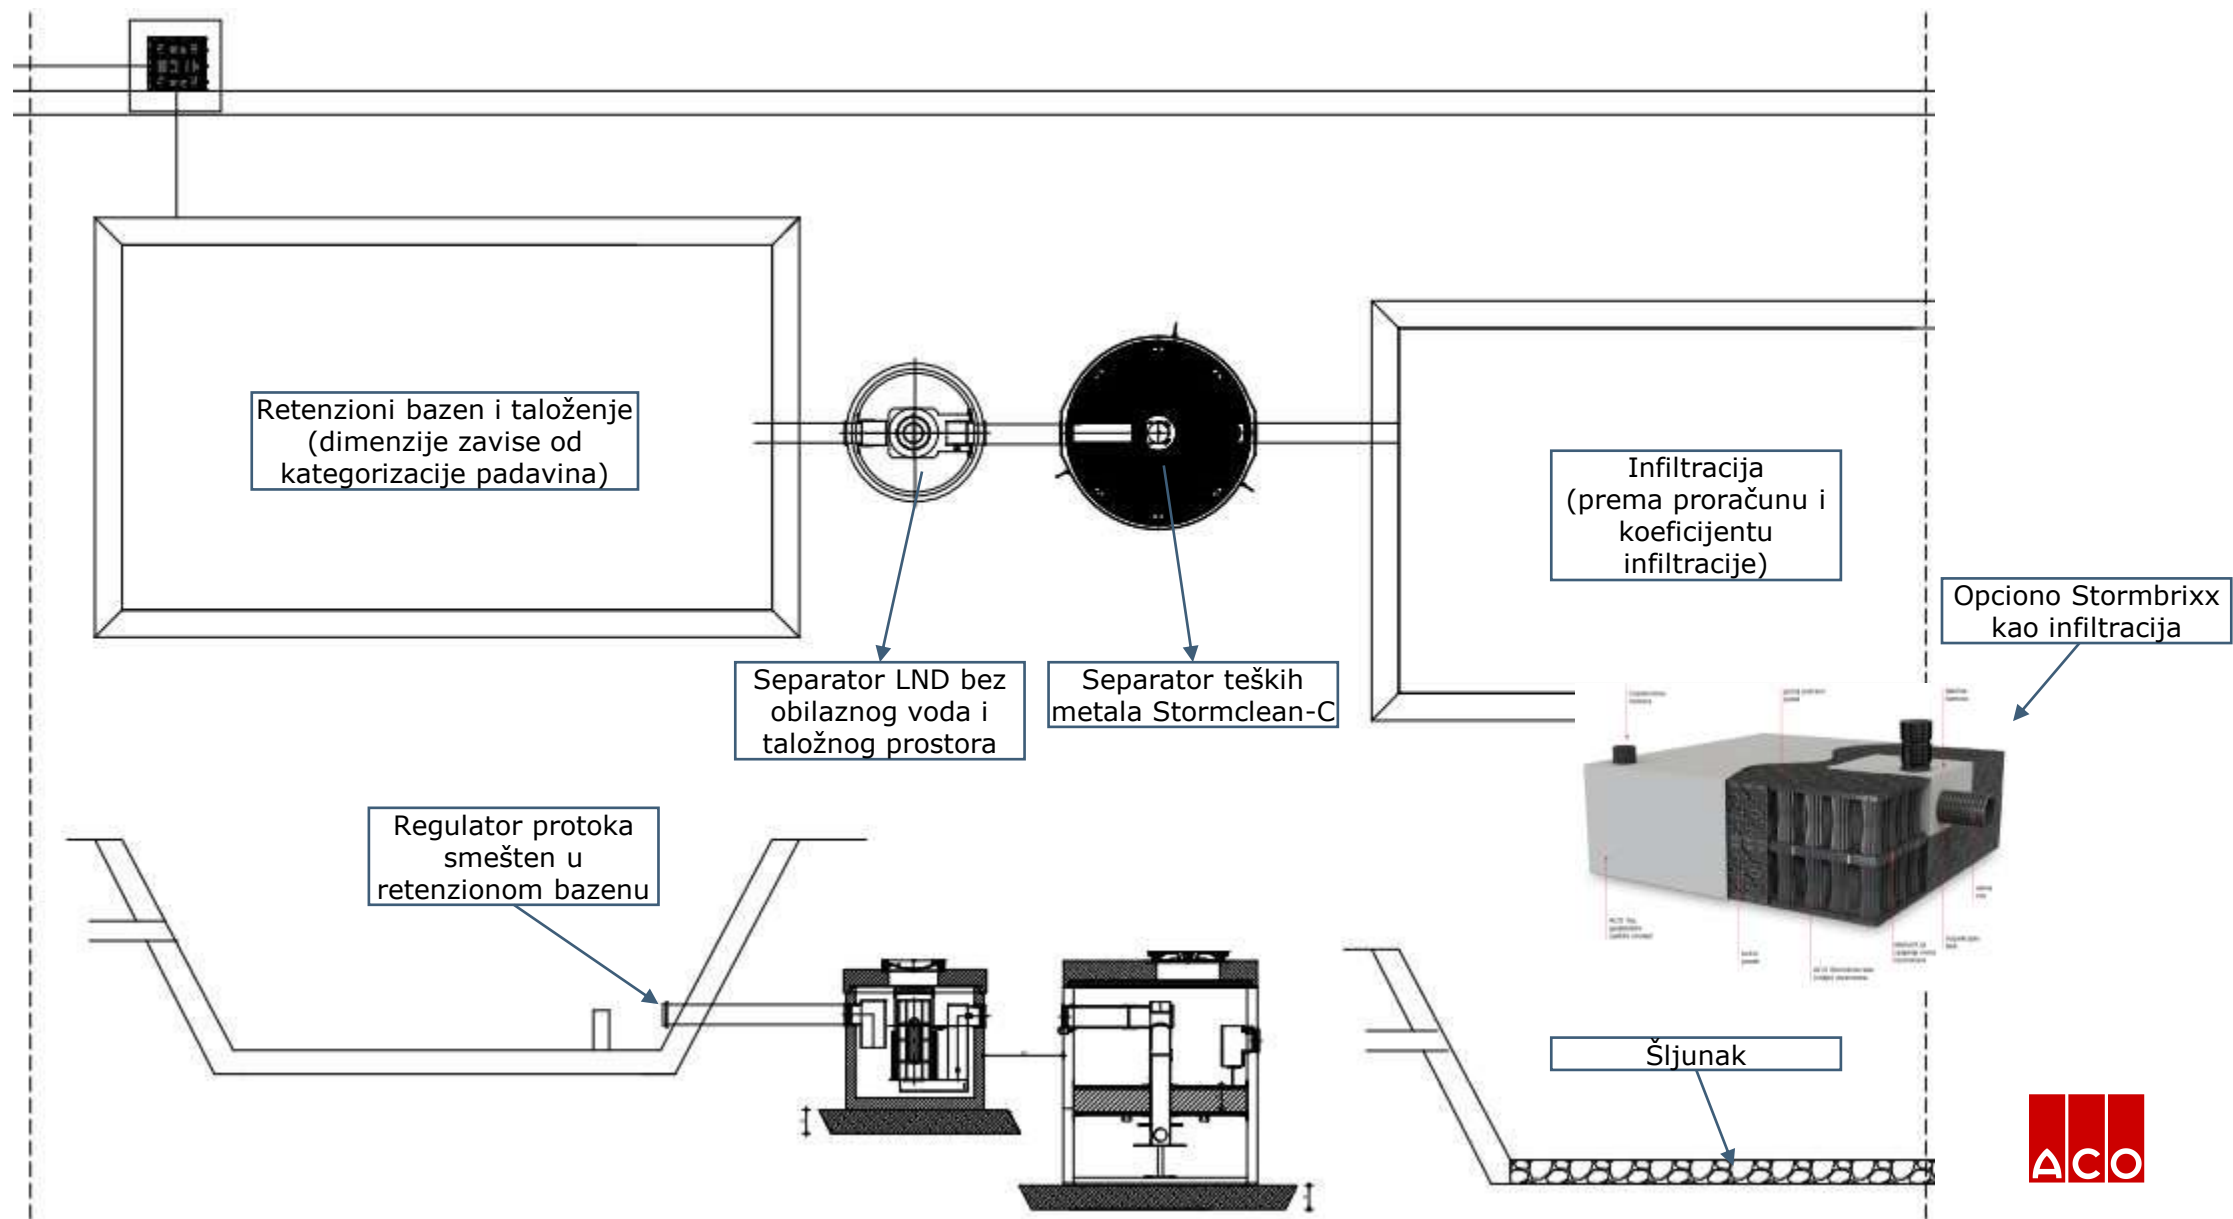 Retenzioni bazen i taloženje
(dimenzije zavise od
kategorizacije padavina)
Infiltracija
(prema proračunu i
koeficijentu
infiltracije)
Opciono Stormbrixx
kao infiltracija
Separator LND bez
obilaznog voda i
taložnog prostora
Separator teških
metala Stormclean-C
Regulator protoka
smešten u
retenzionom bazenu
Šljunak
ACO